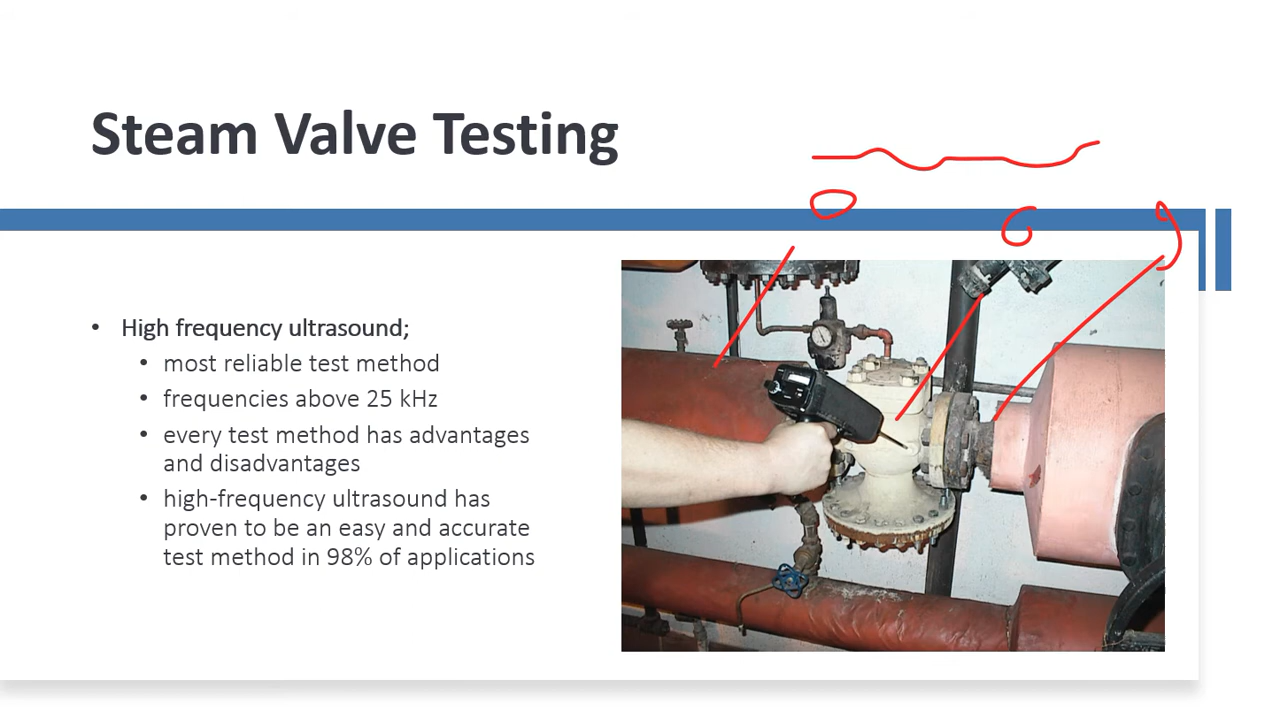 Steam Valve Testing
• High frequency ultrasound;
• most reliable test method
• frequencies above 25 kHz
• every test method has advantages
and disadvantages
• high-frequency ultrasound has
proven to be an easy and accurate
test method in 98% of applications